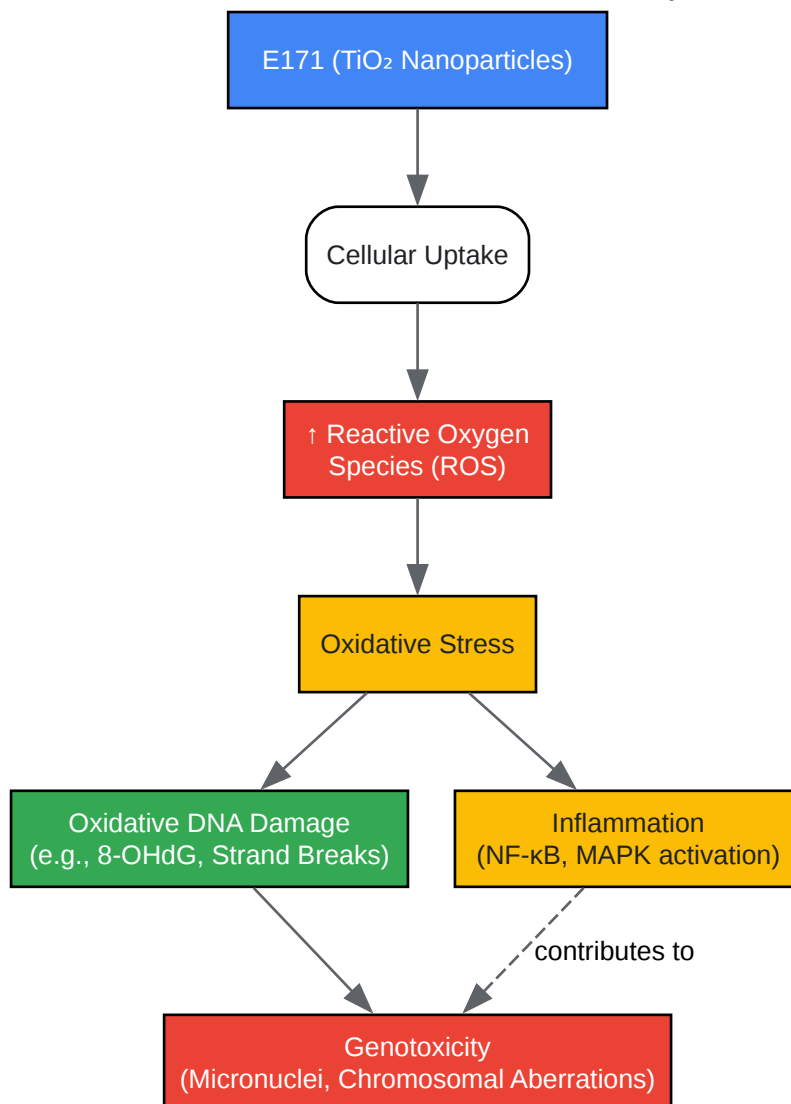 E171 (TiO₂ Nanoparticles)
Cellular Uptake
↑ Reactive Oxygen
Species (ROS)
Oxidative Stress
Oxidative DNA Damage
(e.g., 8-OHdG, Strand Breaks)
Inflammation
(NF-κB, MAPK activation)
contributes to
Genotoxicity
(Micronuclei, Chromosomal Aberrations)